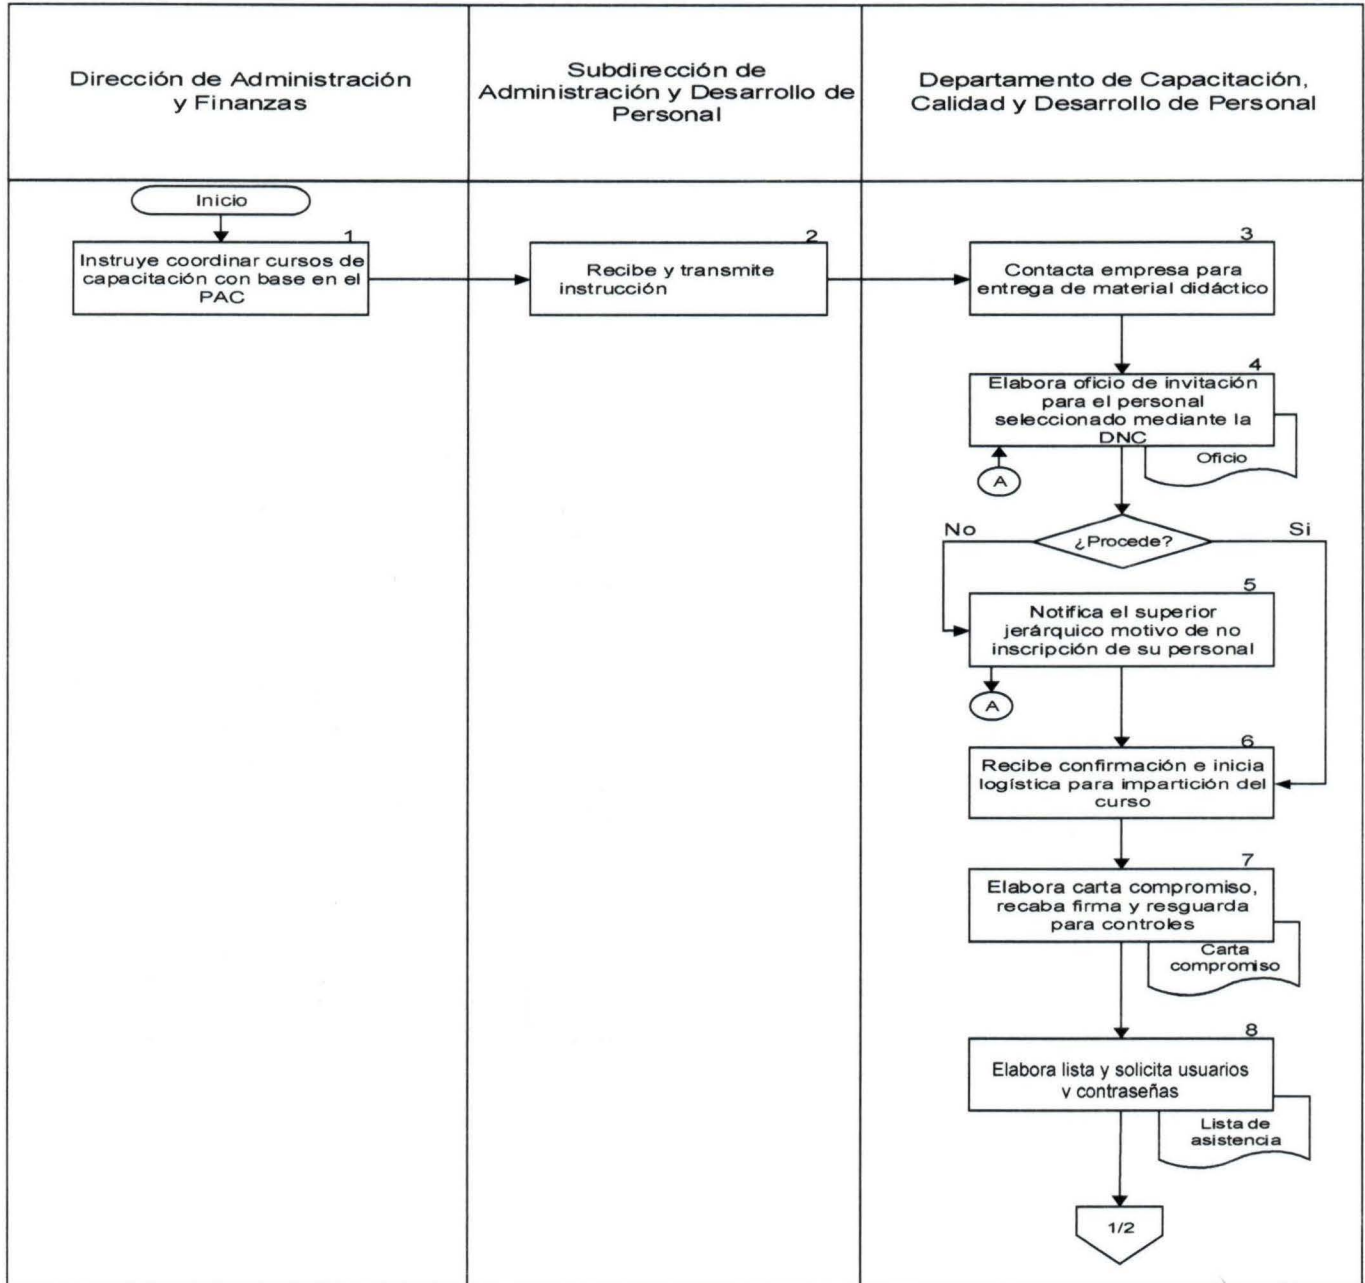 Dirección de Administración
y Finanzas
Subdirección de
Administración y Desarrollo de
Personal
Departamento de Capacitación,
Calidad y Desarrollo de Personal
Inicio
1
Instruye coordinar cursos de
capacitación con base en el
PAC
2
Recibe y transmite
instrucción
3
Contacta empresa para
entrega de material didáctico
4
Elabora oficio de invitación
para el personal
seleccionado mediante la
DNC
Oficio
A
¿Procede?
No
Si
5
Notifica el superior
jerárquico motivo de no
inscripción de su personal
A
6
Recibe confirmación e inicia
logística para impartición del
curso
7
Elabora carta compromiso,
recaba firma y resguarda
para controles
Carta
compromiso
8
Elabora lista y solicita usuarios
y contraseñas
Lista de
asistencia
1/2